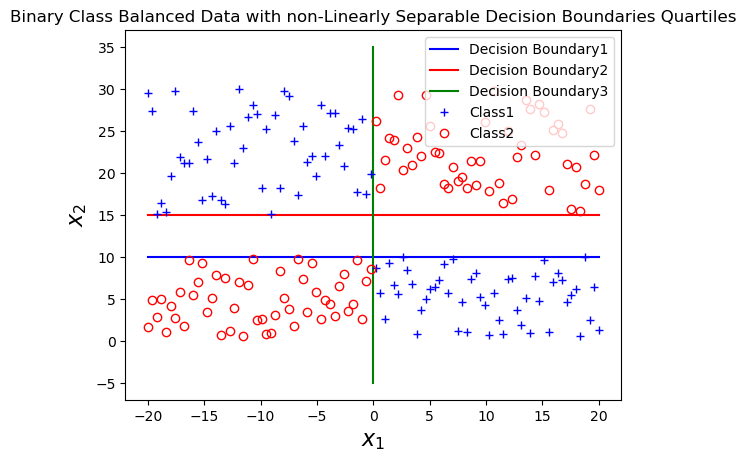 Binary Class Balanced Data with non-Linearly Separable Decision Boundaries Quartiles
35
30
25
20
15
10
5
0
−5
x2
Decision Boundary1
Decision Boundary2
Decision Boundary3
Class1
Class2
−20 −15 −10 −5 0 5 10 15 20
x1